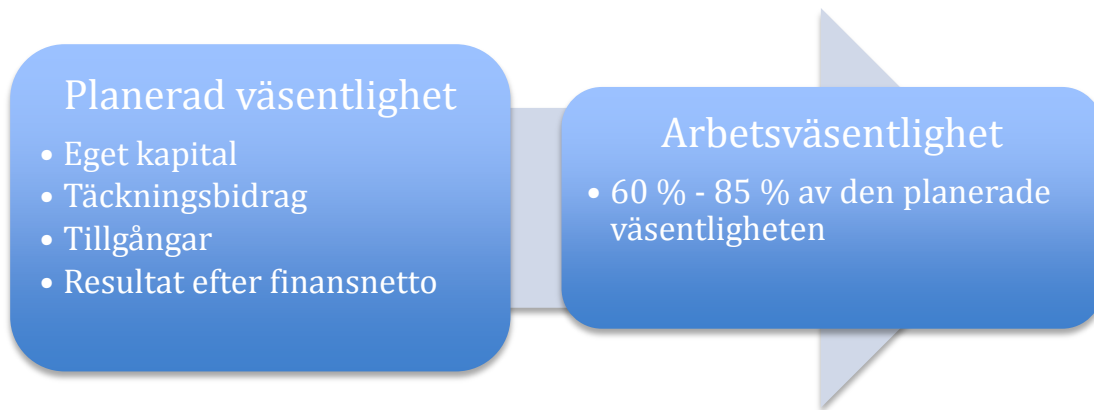 Planerad väsentlighet
• Eget kapital
• Täckningsbidrag
• Tillgångar
• Resultat efter finansnetto
Arbetsväsentlighet
• 60 % - 85 % av den planerade
väsentligheten